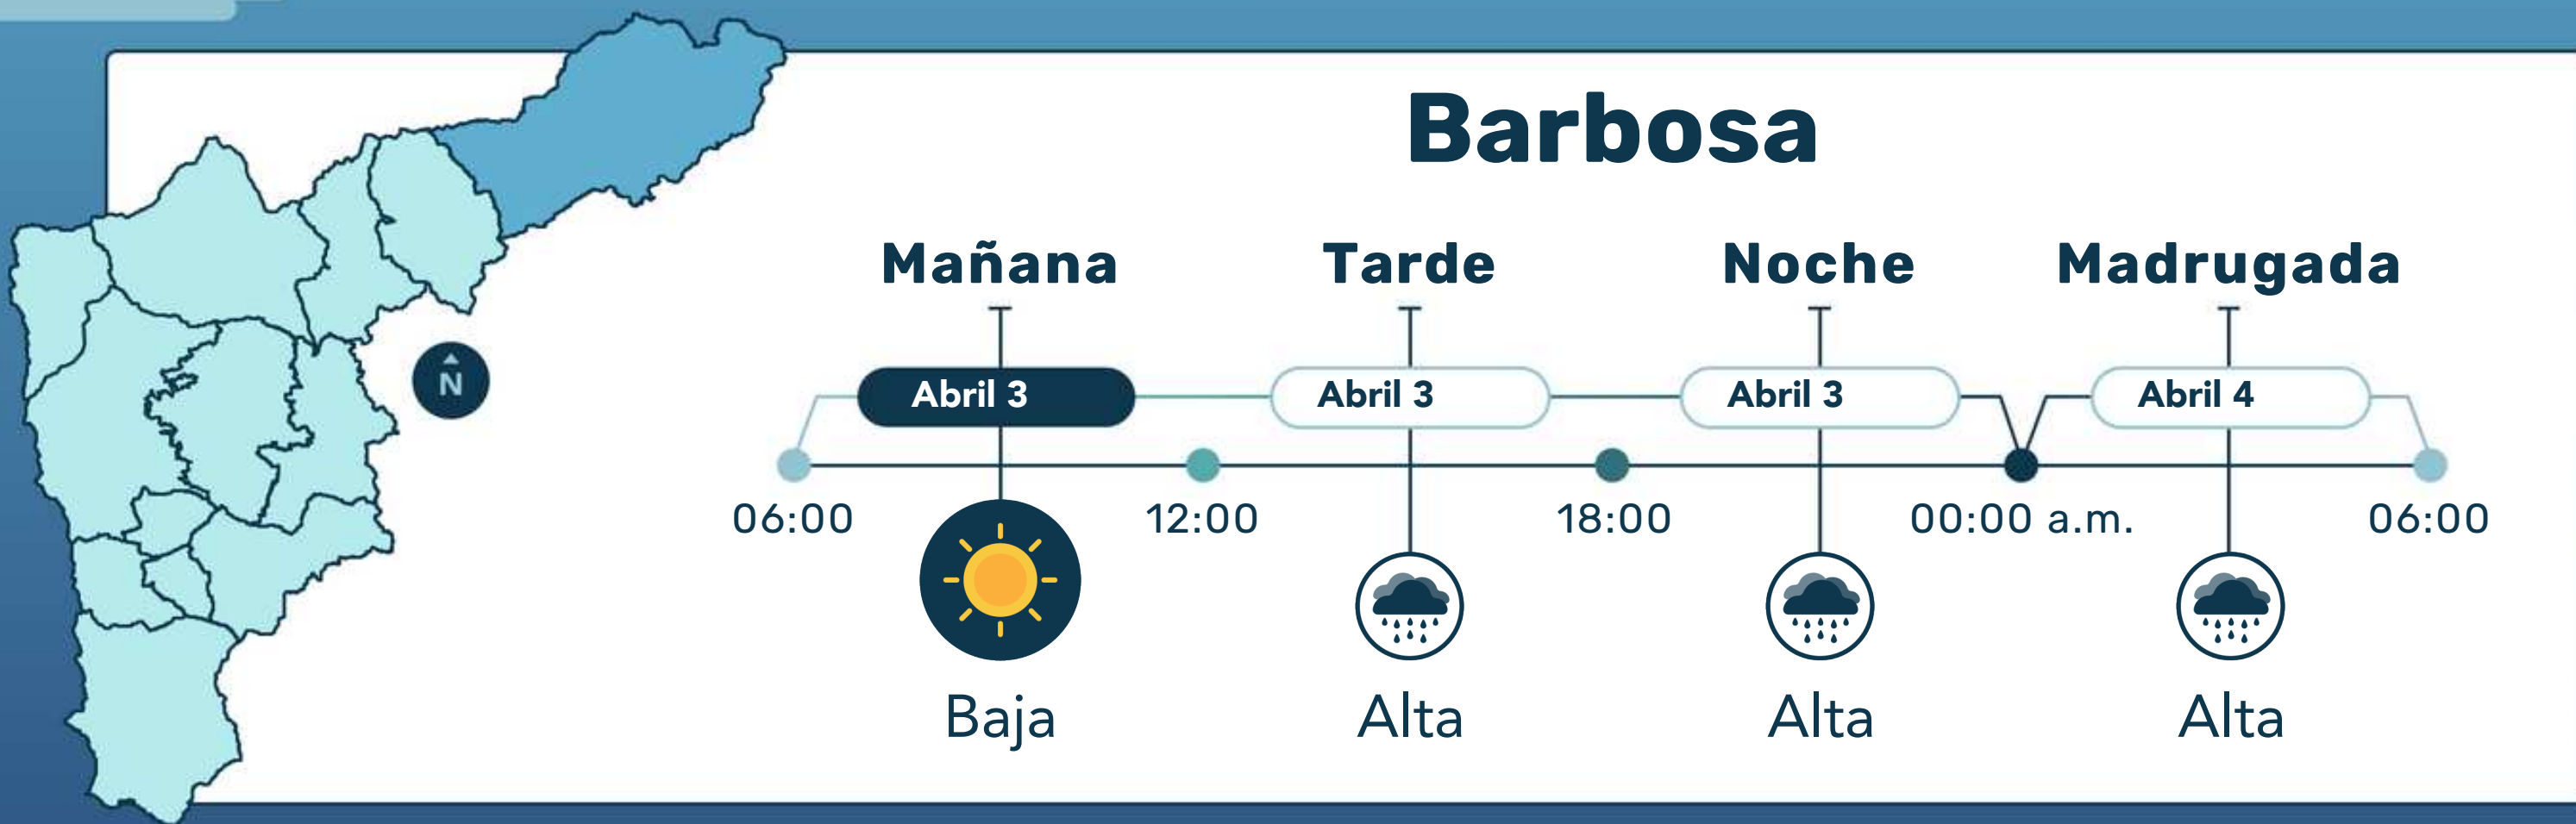 Barbosa
Mañana Tarde Noche Madrugada
Abril 3 Abril 3 Abril 3 Abril 4
N
06:00 12:00 18:00 00:00 a.m. 06:00
Baja Alta Alta Alta